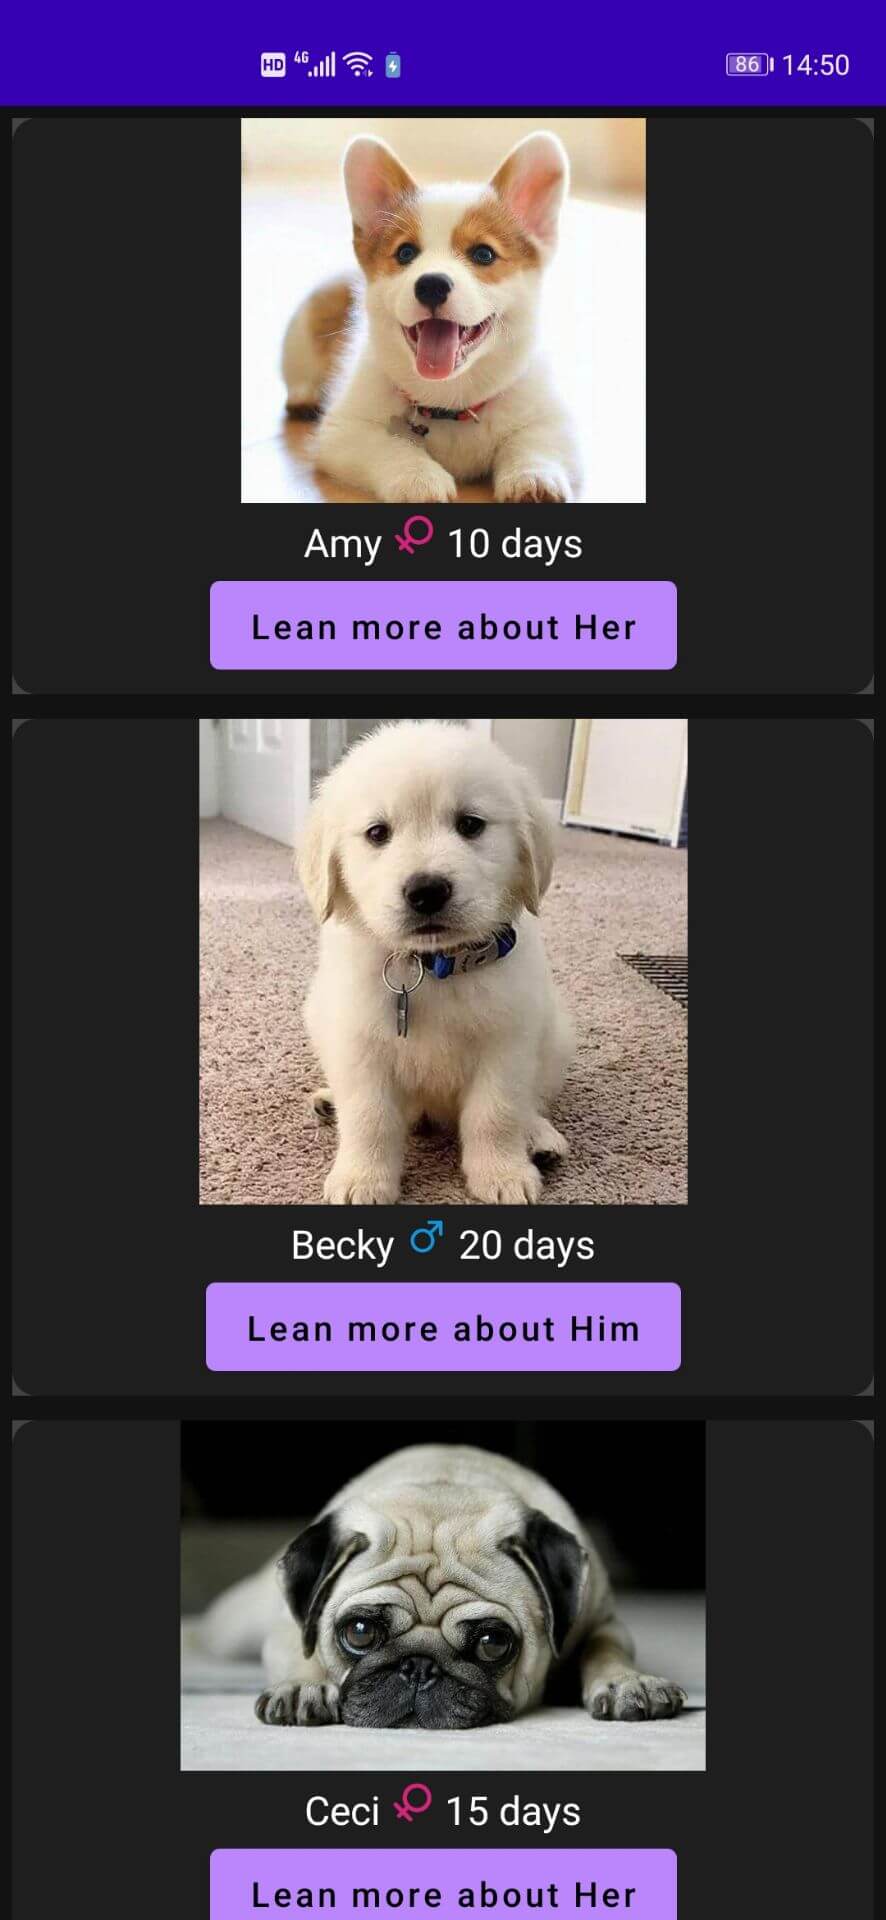 HD 4G 86 14:50
Amy ♀ 10 days
Lean more about Her
Becky ♂ 20 days
Lean more about Him
Ceci ♀ 15 days
Lean more about Her